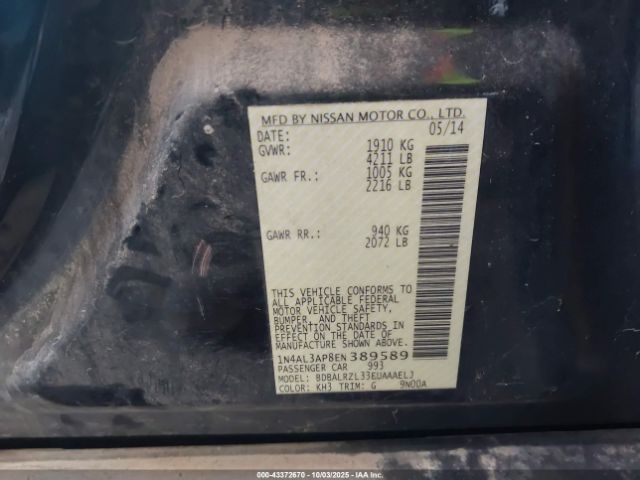 MFD BY NISSAN MOTOR CO., LTD.
DATE: 05/14
GVWR: 1910 KG
4211 LB
GAWR FR.: 1005 KG
2216 LB
GAWR RR.: 940 KG
2072 LB
THIS VEHICLE CONFORMS TO
ALL APPLICABLE FEDERAL
MOTOR VEHICLE SAFETY,
BUMPER, AND THEFT
PREVENTION STANDARDS IN
EFFECT ON THE DATE OF
MANUFACTURE SHOWN ABOVE.
1N4AL3AP8EN389589
PASSENGER CAR 993
MODEL: BDBALRZL33EUAAAELJ
COLOR: KH3 TRIM: G 9N00A
© 00-43372670 - 10/03/2025 - © IAA Inc.